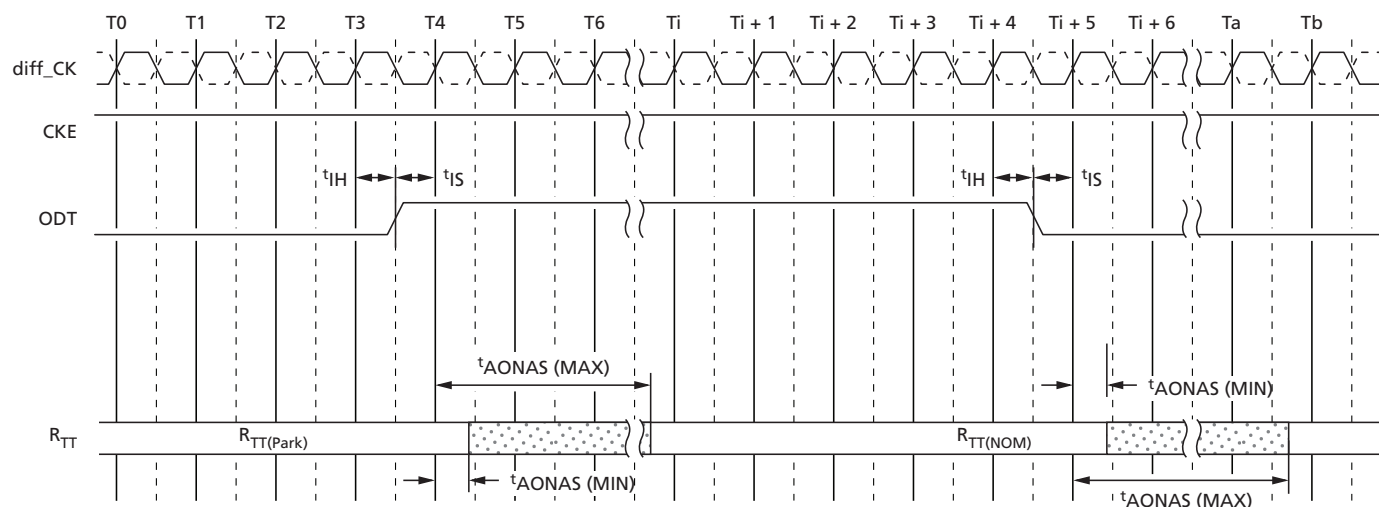 T0 T1 T2 T3 T4 T5 T6 Ti Ti + 1 Ti + 2 Ti + 3 Ti + 4 Ti + 5 Ti + 6 Ta Tb
diff_CK
CKE
tIH tIS tIH tIS
ODT
tAONAS (MAX)
tAONAS (MIN)
RTT RTT(Park) RTT(NOM)
tAONAS (MIN)
tAONAS (MAX)